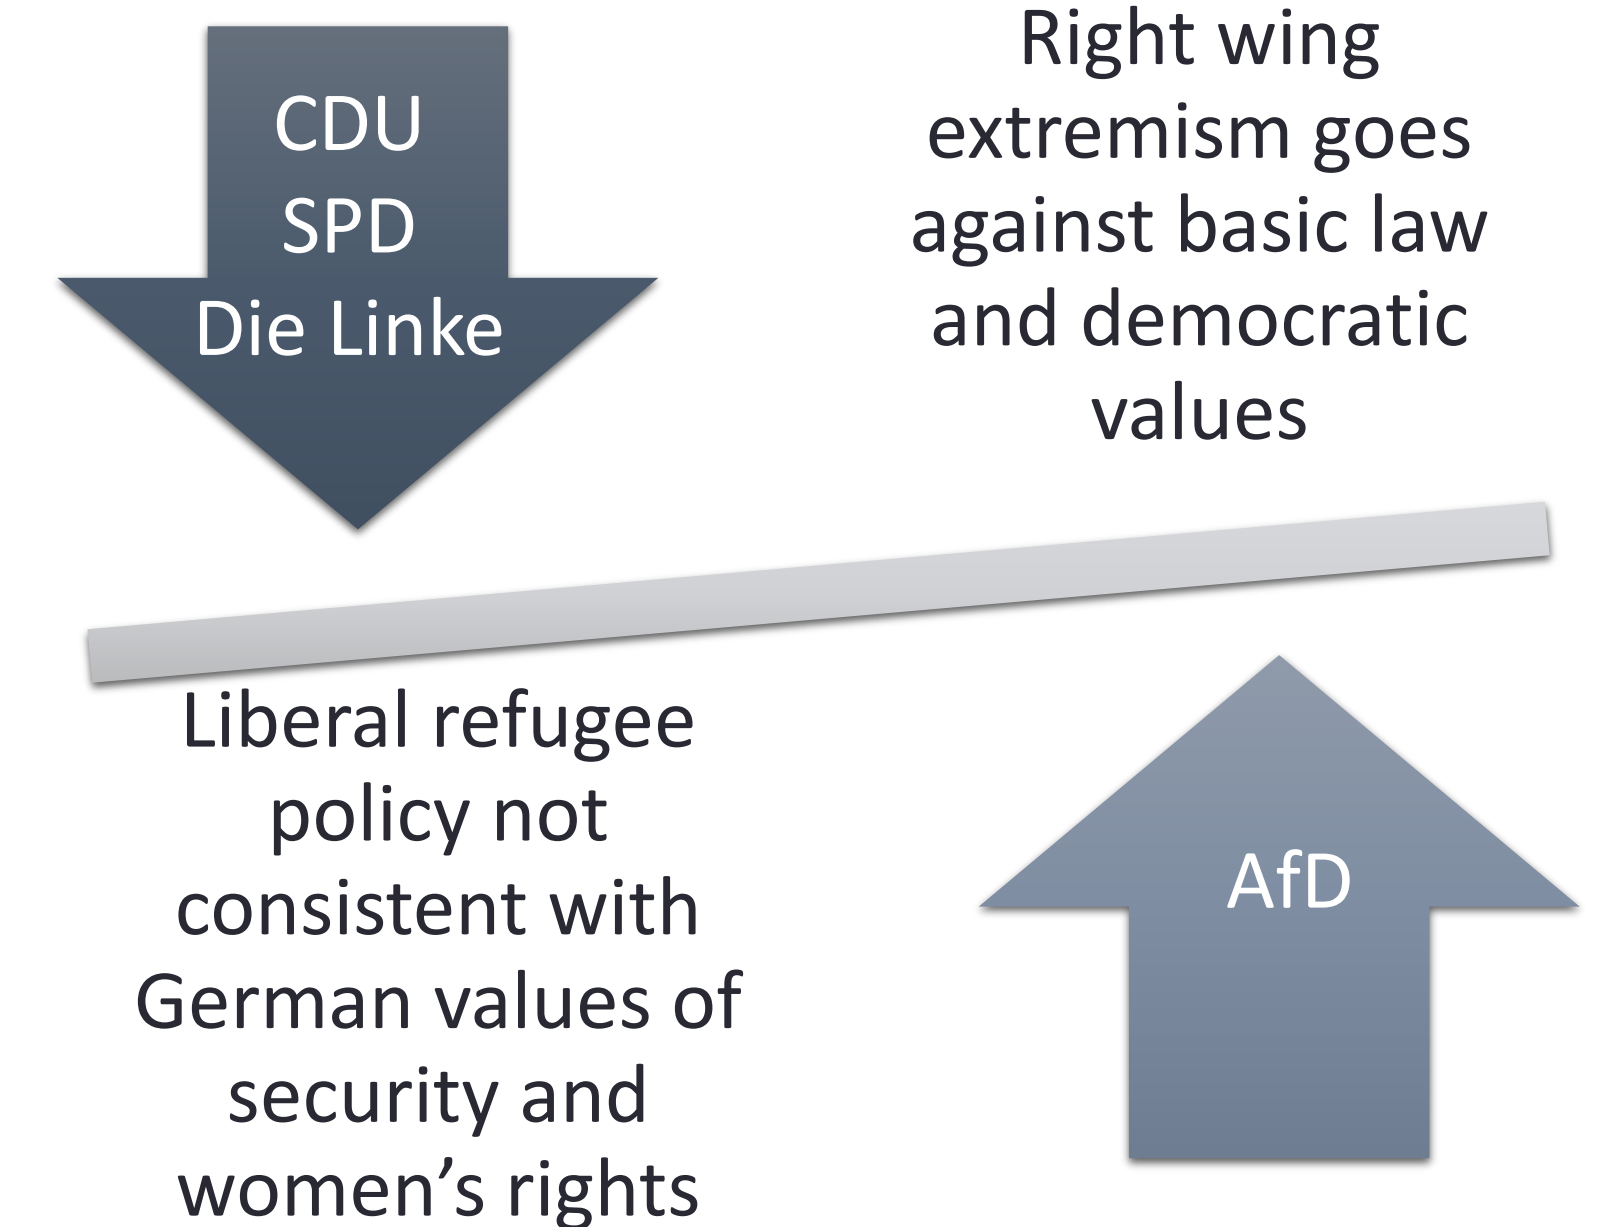 CDU
SPD
Die Linke
Right wing
extremism goes
against basic law
and democratic
values
Liberal refugee
policy not
consistent with
German values of
security and
women’s rights
AfD